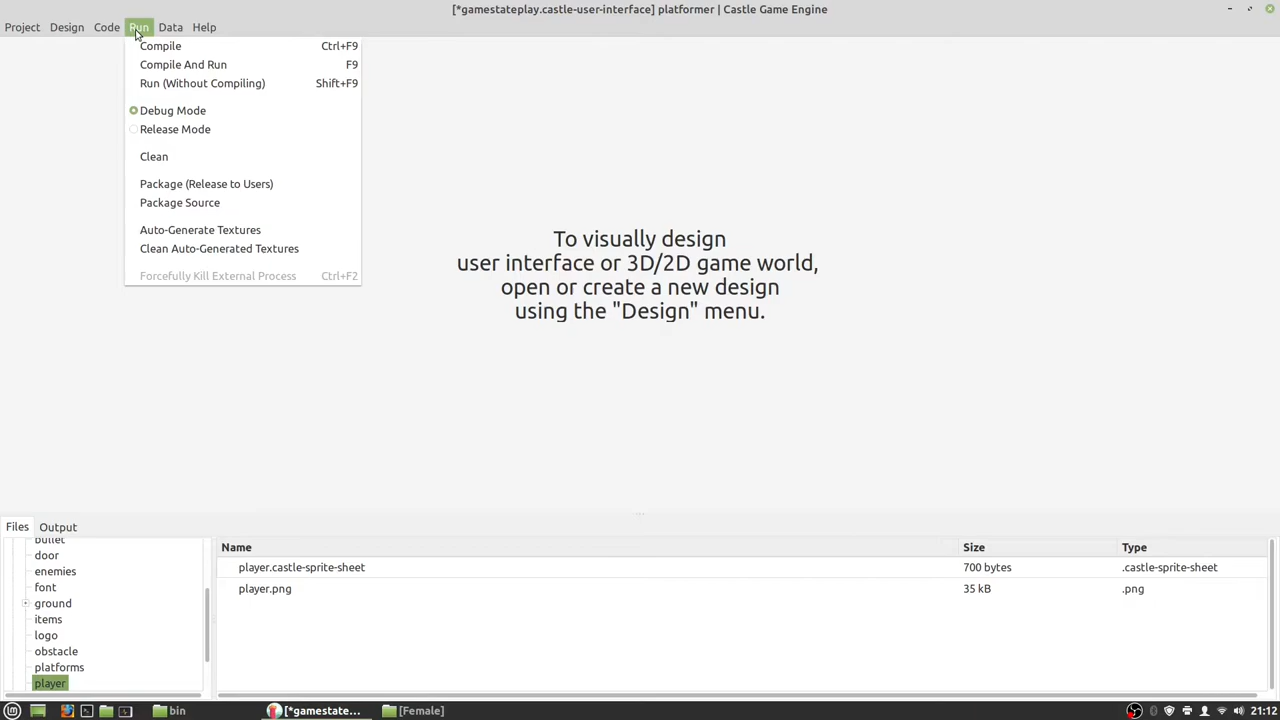 [*gamestateplay.castle-user-interface] platformer | Castle Game Engine
Project Design Code Run Data Help
Compile Ctrl+F9
Compile And Run F9
Run (Without Compiling) Shift+F9
Debug Mode
Release Mode
Clean
Package (Release to Users)
Package Source
Auto-Generate Textures
Clean Auto-Generated Textures
Forcefully Kill External Process Ctrl+F2
To visually design
user interface or 3D/2D game world,
open or create a new design
using the "Design" menu.
Files Output
bullet
door
enemies
font
ground
items
logo
obstacle
platforms
player
Name Size Type
player.castle-sprite-sheet 700 bytes .castle-sprite-sheet
player.png 35 kB .png
bin [*gamestate... [Female] 21:12